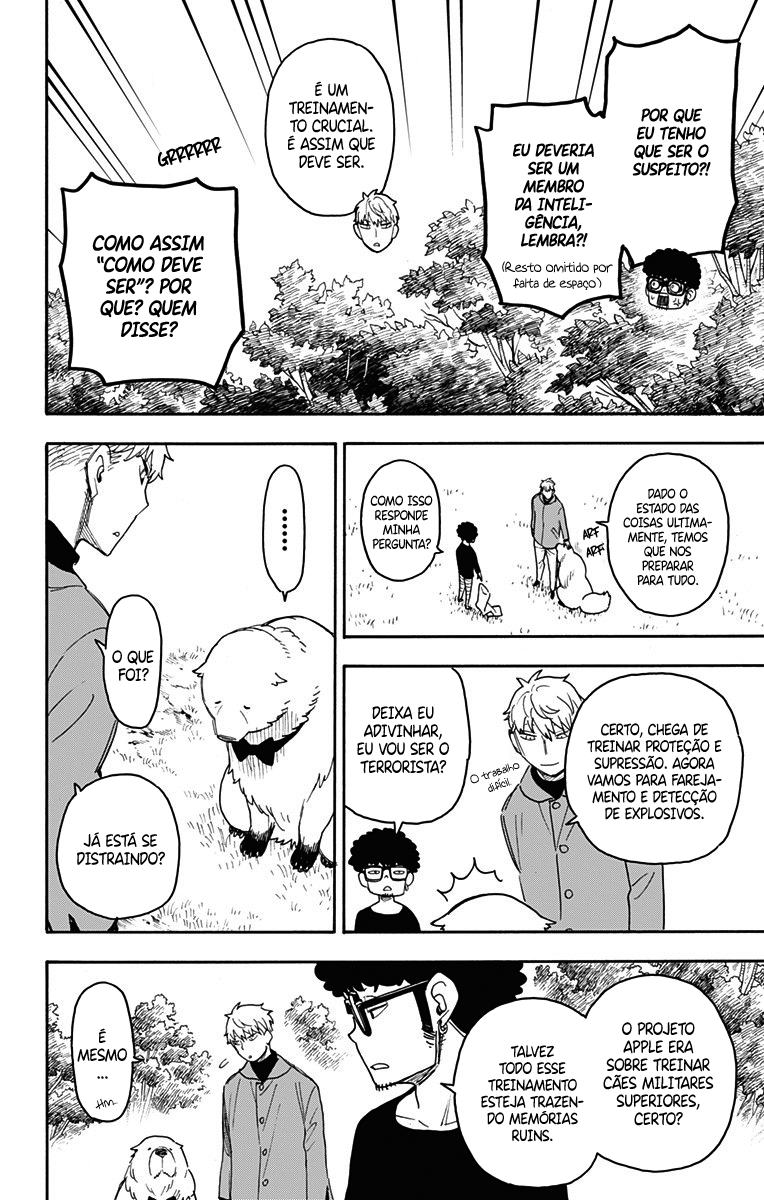 POR QUE
EU TENHO
QUE SER O
SUSPEITO?!
EU DEVERIA
SER UM
MEMBRO
DA INTELI-
GÊNCIA,
LEMBRA?!
(Resto omitido por
falta de espaço)
É UM
TREINAMEN-
TO CRUCIAL.
É ASSIM QUE
DEVE SER.
GRRRRRR
COMO ASSIM
"COMO DEVE
SER"? POR
QUE? QUEM
DISSE?
DADO O
ESTADO DAS
COISAS ULTIMA-
MENTE, TEMOS
QUE NOS
PREPARAR
PARA TUDO.
ARF
ARF
COMO ISSO
RESPONDE
MINHA
PERGUNTA?
CERTO, CHEGA DE
TREINAR PROTEÇÃO E
SUPRESSÃO. AGORA
VAMOS PARA FAREJA-
MENTO E DETECÇÃO
DE EXPLOSIVOS.
O trabalho
difícil
DEIXA EU
ADIVINHAR,
EU VOU SER O
TERRORISTA?
......
O QUE
FOI?
JÁ ESTÁ SE
DISTRAINDO?
O PROJETO
APPLE ERA
SOBRE TREINAR
CÃES MILITARES
SUPERIORES,
CERTO?
TALVEZ
TODO ESSE
TREINAMENTO
ESTEJA TRAZEN-
DO MEMÓRIAS
RUINS.
É
MESMO
...
Hm...